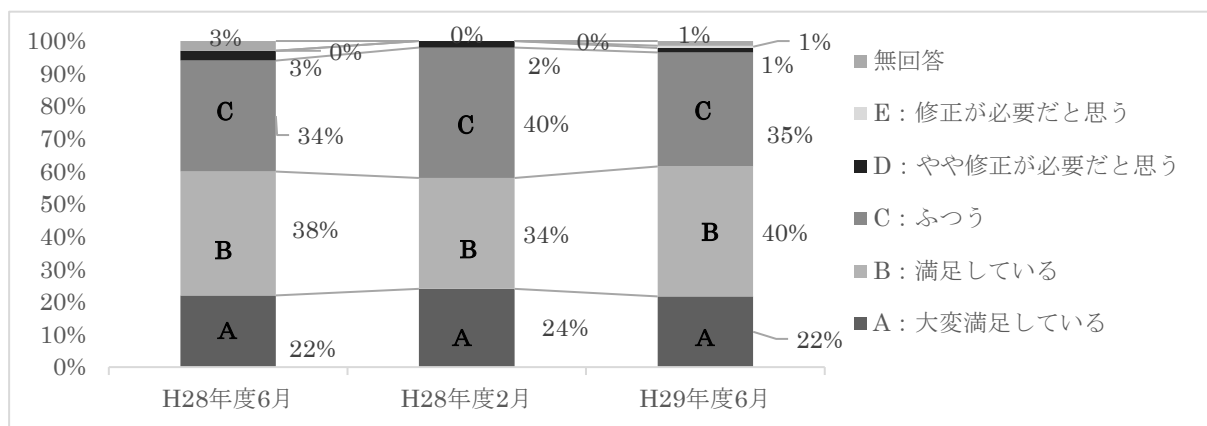 100%
90%
80%
70%
60%
50%
40%
30%
20%
10%
0%
3%
0%
3%
C
34%
B
38%
A
22%
0%
2%
C
40%
B
34%
A
24%
0%
1%
1%
1%
C
35%
B
40%
A
22%
H28年度6月
H28年度2月
H29年度6月
無回答
E：修正が必要だと思う
D：やや修正が必要だと思う
C：ふつう
B：満足している
A：大変満足している